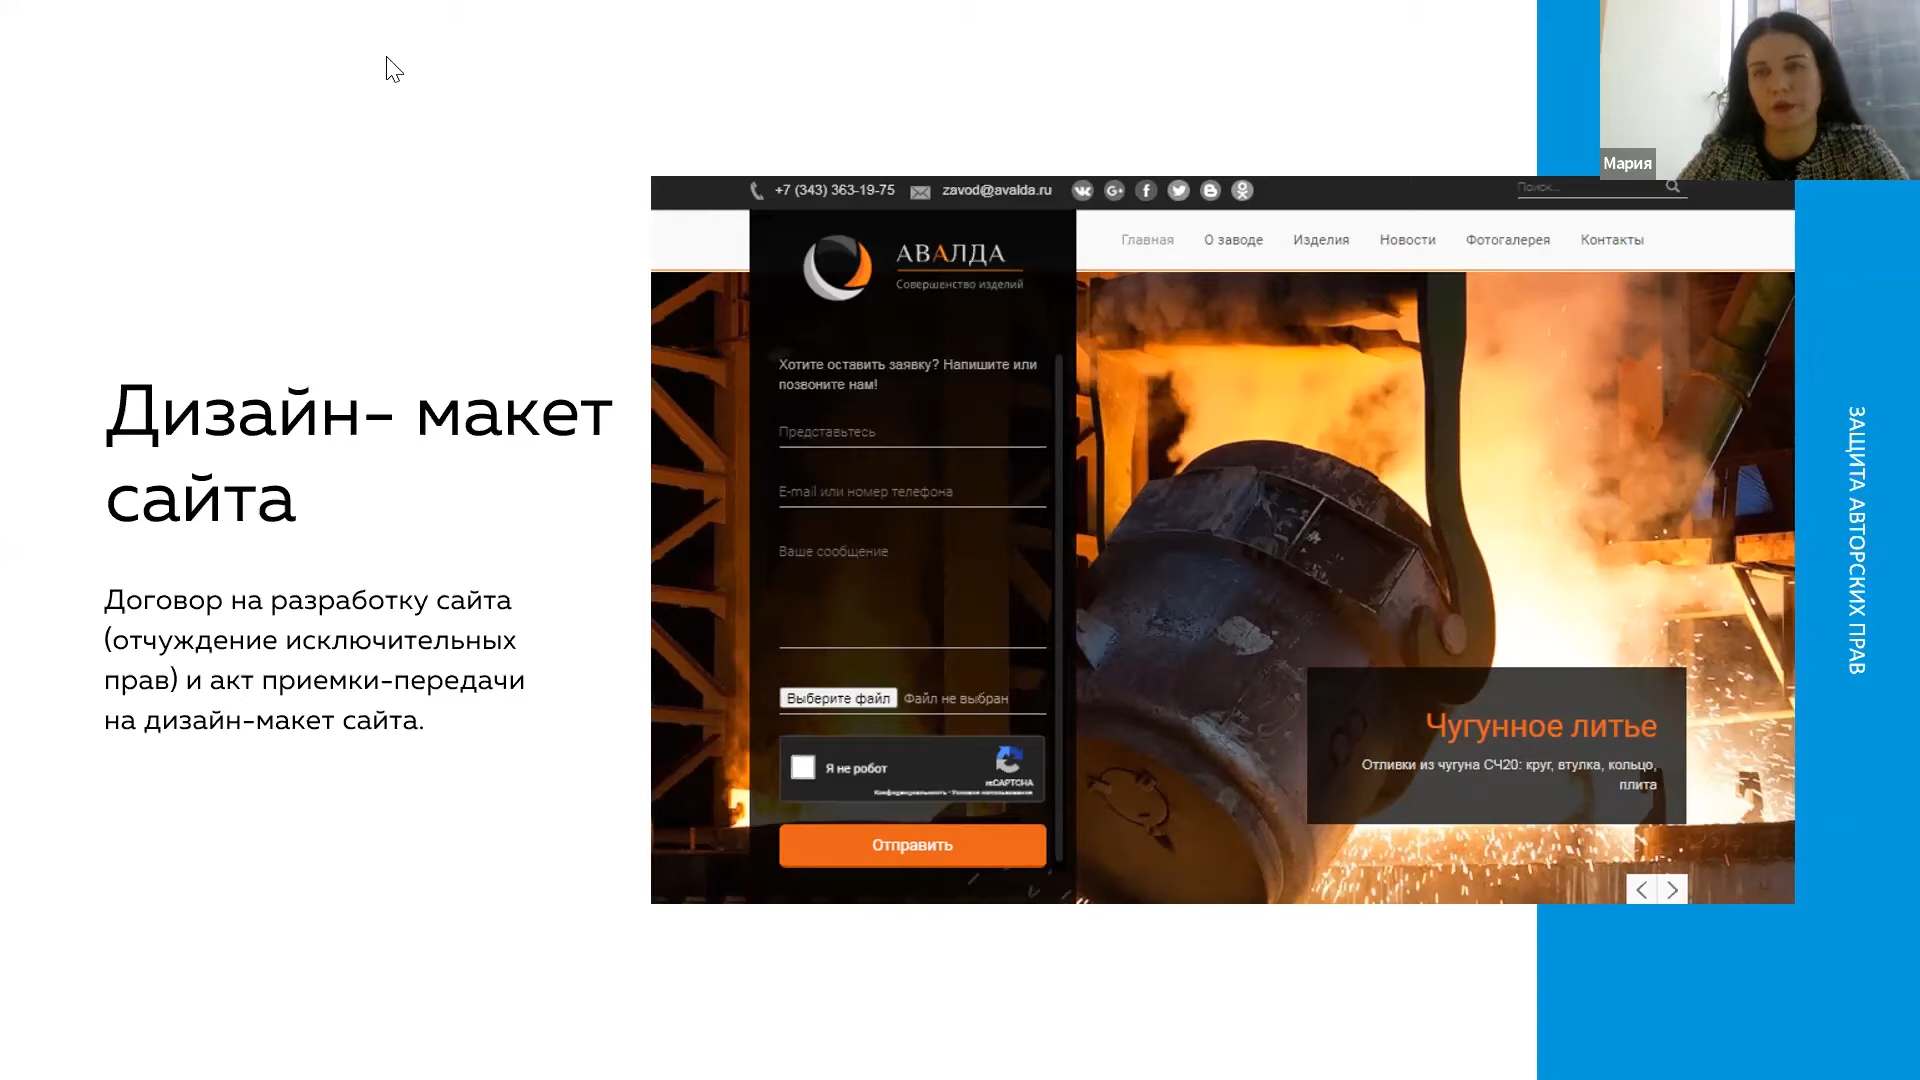 Мария
+7 (343) 363-19-75
zavod@avalda.ru
Поиск...
АВАЛДА
Совершенство изделий
Главная
О заводе
Изделия
Новости
Фотогалерея
Контакты
Дизайн- макет
сайта
Договор на разработку сайта
(отчуждение исключительных
прав) и акт приемки-передачи
на дизайн-макет сайта.
Хотите оставить заявку? Напишите или
позвоните нам!
Представьтесь
E-mail или номер телефона
Ваше сообщение
Выберите файл Файл не выбран
Я не робот
reCAPTCHA
Конфиденциальность - Условия использования
Отправить
Чугунное литье
Отливки из чугуна СЧ20: круг, втулка, кольцо,
плита
ЗАЩИТА АВТОРСКИХ ПРАВ